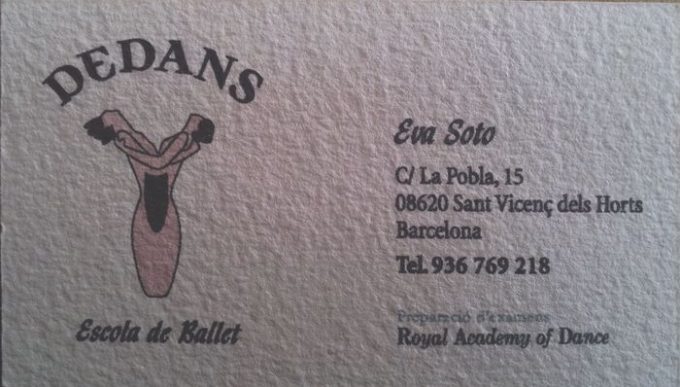 DEDANS
Escola de Ballet
Eva Soto
C/ La Pobla, 15
08620 Sant Vicenç dels Horts
Barcelona
Tel. 936 769 218
Preparació d'examens
Royal Academy of Dance